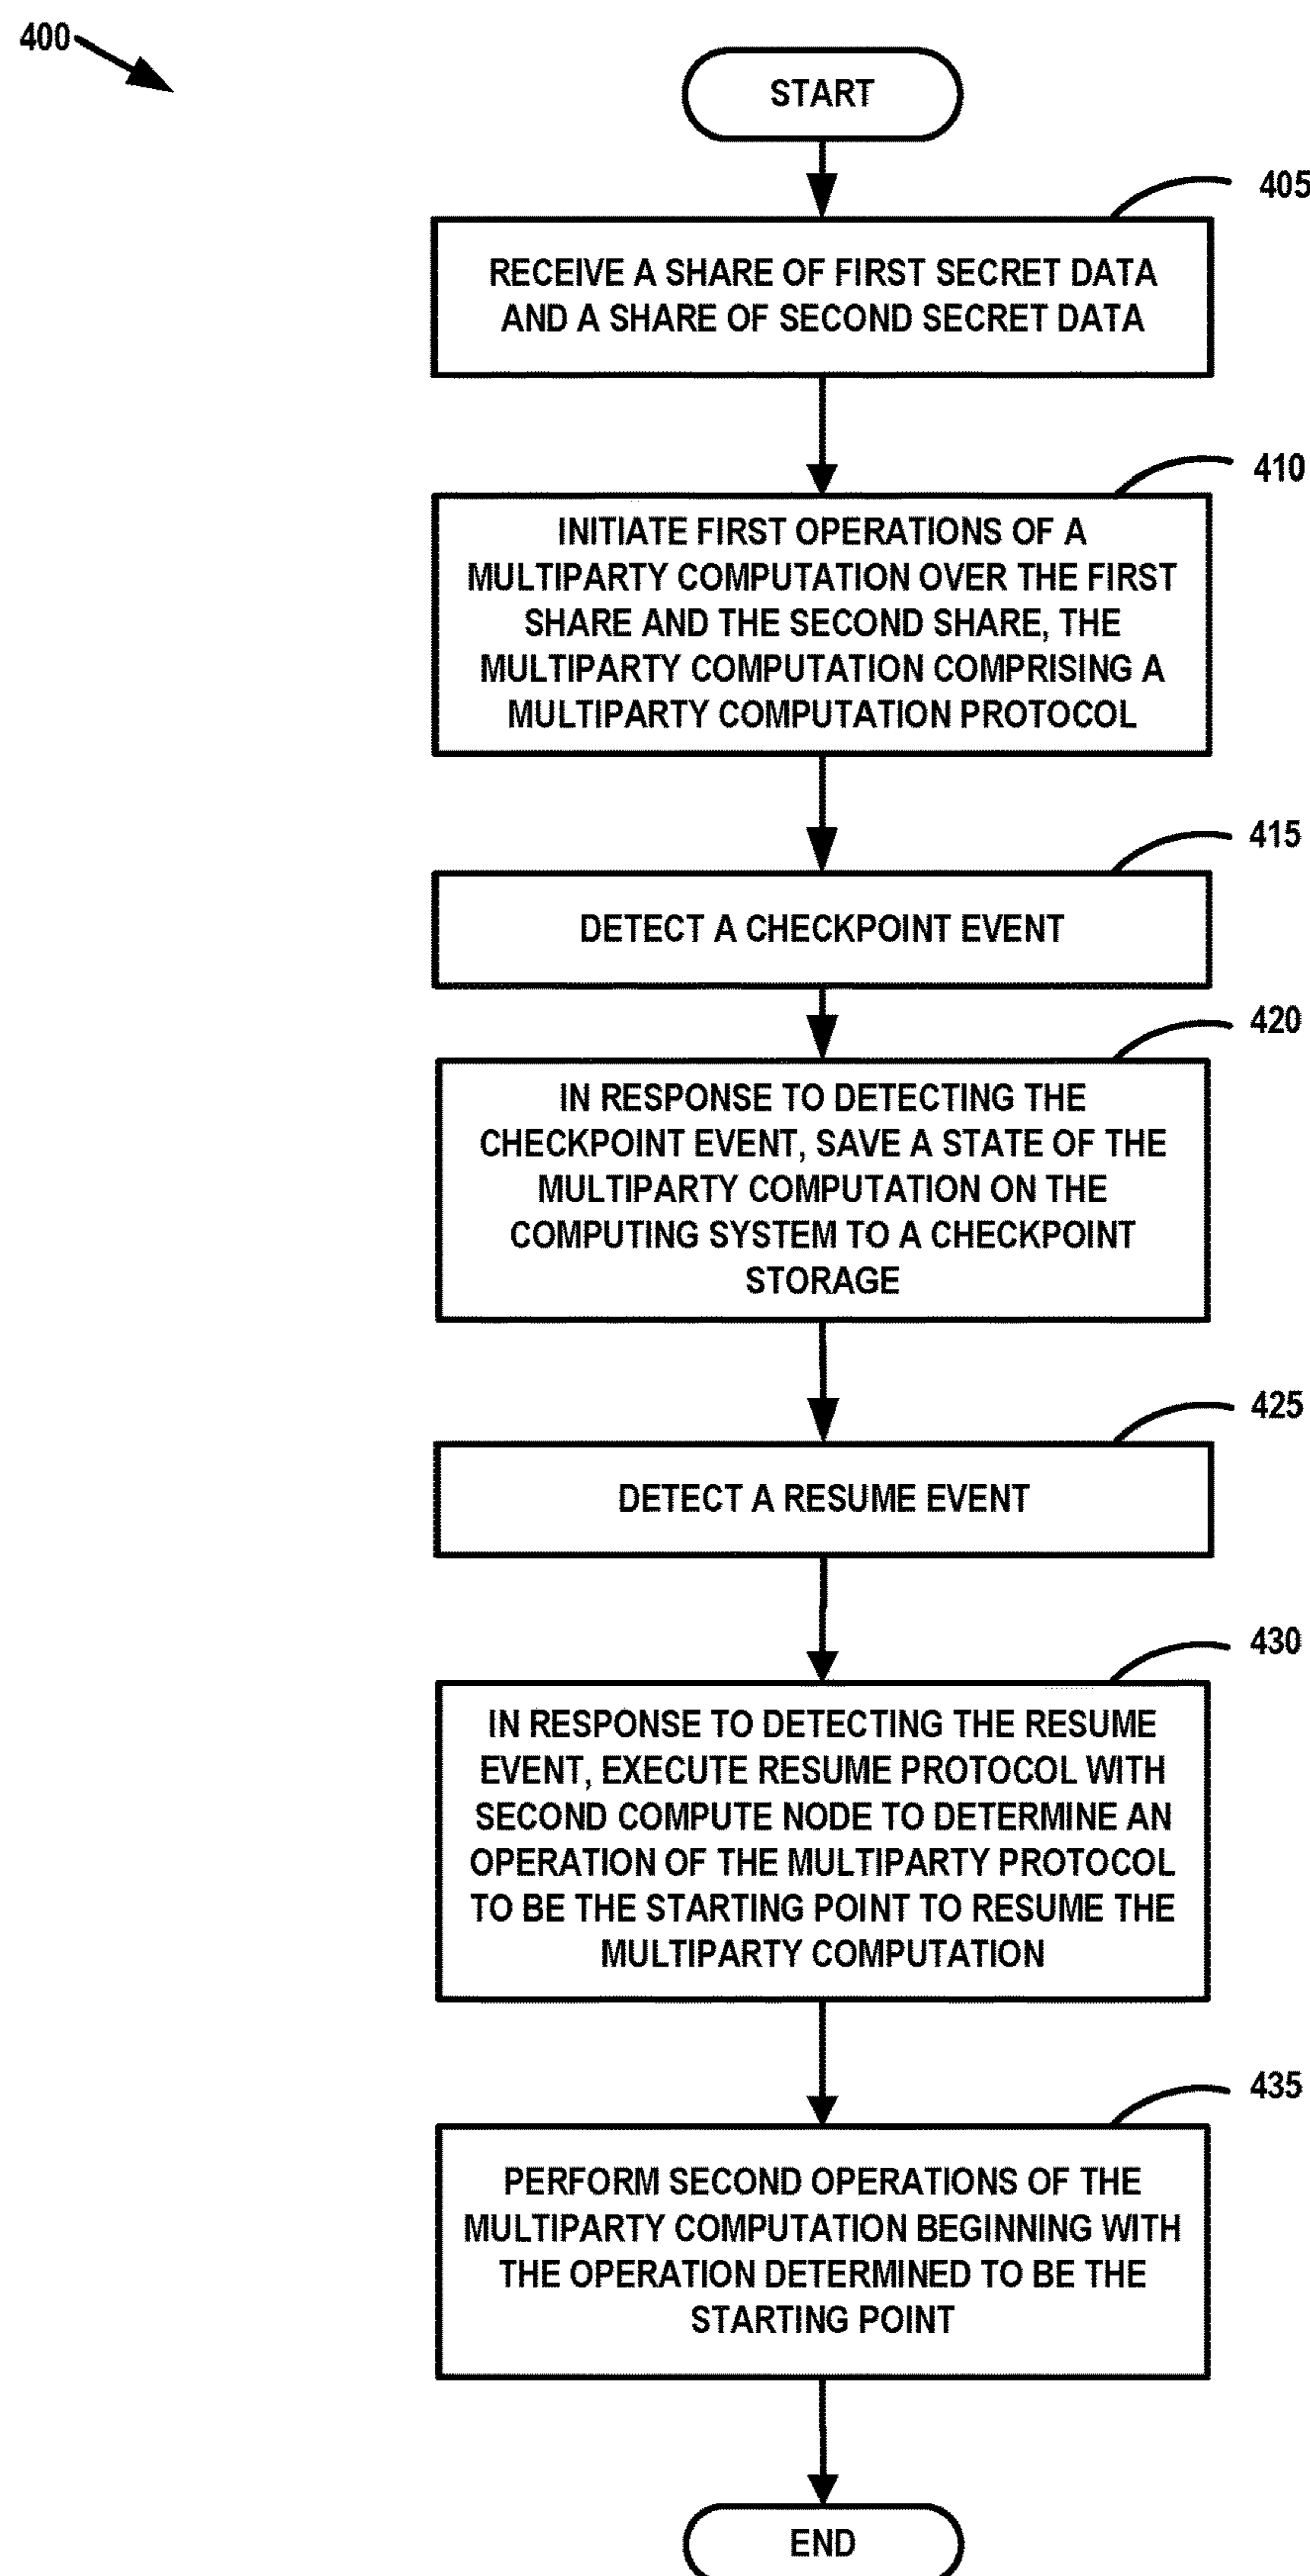 400
START
405
RECEIVE A SHARE OF FIRST SECRET DATA
AND A SHARE OF SECOND SECRET DATA
410
INITIATE FIRST OPERATIONS OF A
MULTIPARTY COMPUTATION OVER THE FIRST
SHARE AND THE SECOND SHARE, THE
MULTIPARTY COMPUTATION COMPRISING A
MULTIPARTY COMPUTATION PROTOCOL
415
DETECT A CHECKPOINT EVENT
420
IN RESPONSE TO DETECTING THE
CHECKPOINT EVENT, SAVE A STATE OF THE
MULTIPARTY COMPUTATION ON THE
COMPUTING SYSTEM TO A CHECKPOINT
STORAGE
425
DETECT A RESUME EVENT
430
IN RESPONSE TO DETECTING THE RESUME
EVENT, EXECUTE RESUME PROTOCOL WITH
SECOND COMPUTE NODE TO DETERMINE AN
OPERATION OF THE MULTIPARTY PROTOCOL
TO BE THE STARTING POINT TO RESUME THE
MULTIPARTY COMPUTATION
435
PERFORM SECOND OPERATIONS OF THE
MULTIPARTY COMPUTATION BEGINNING WITH
THE OPERATION DETERMINED TO BE THE
STARTING POINT
END